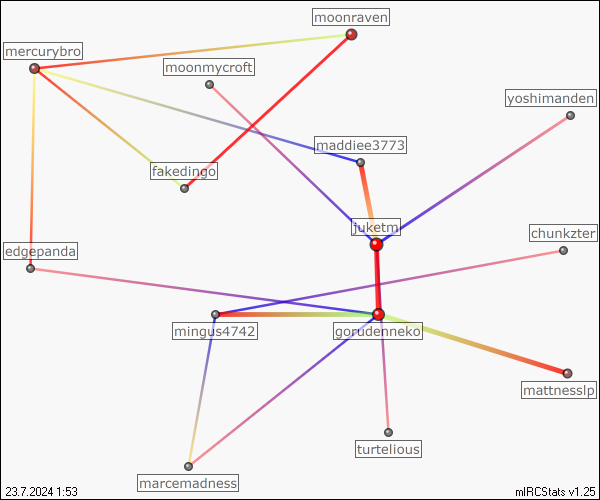 moonraven
mercurybro
moonmycroft
yoshimanden
maddiee3773
fakedingo
juketm
chunkzter
edgepanda
mingus4742
gorudenneko
mattnesslp
turtelious
marcemadness
23.7.2024 1:53
mIRCStats v1.25